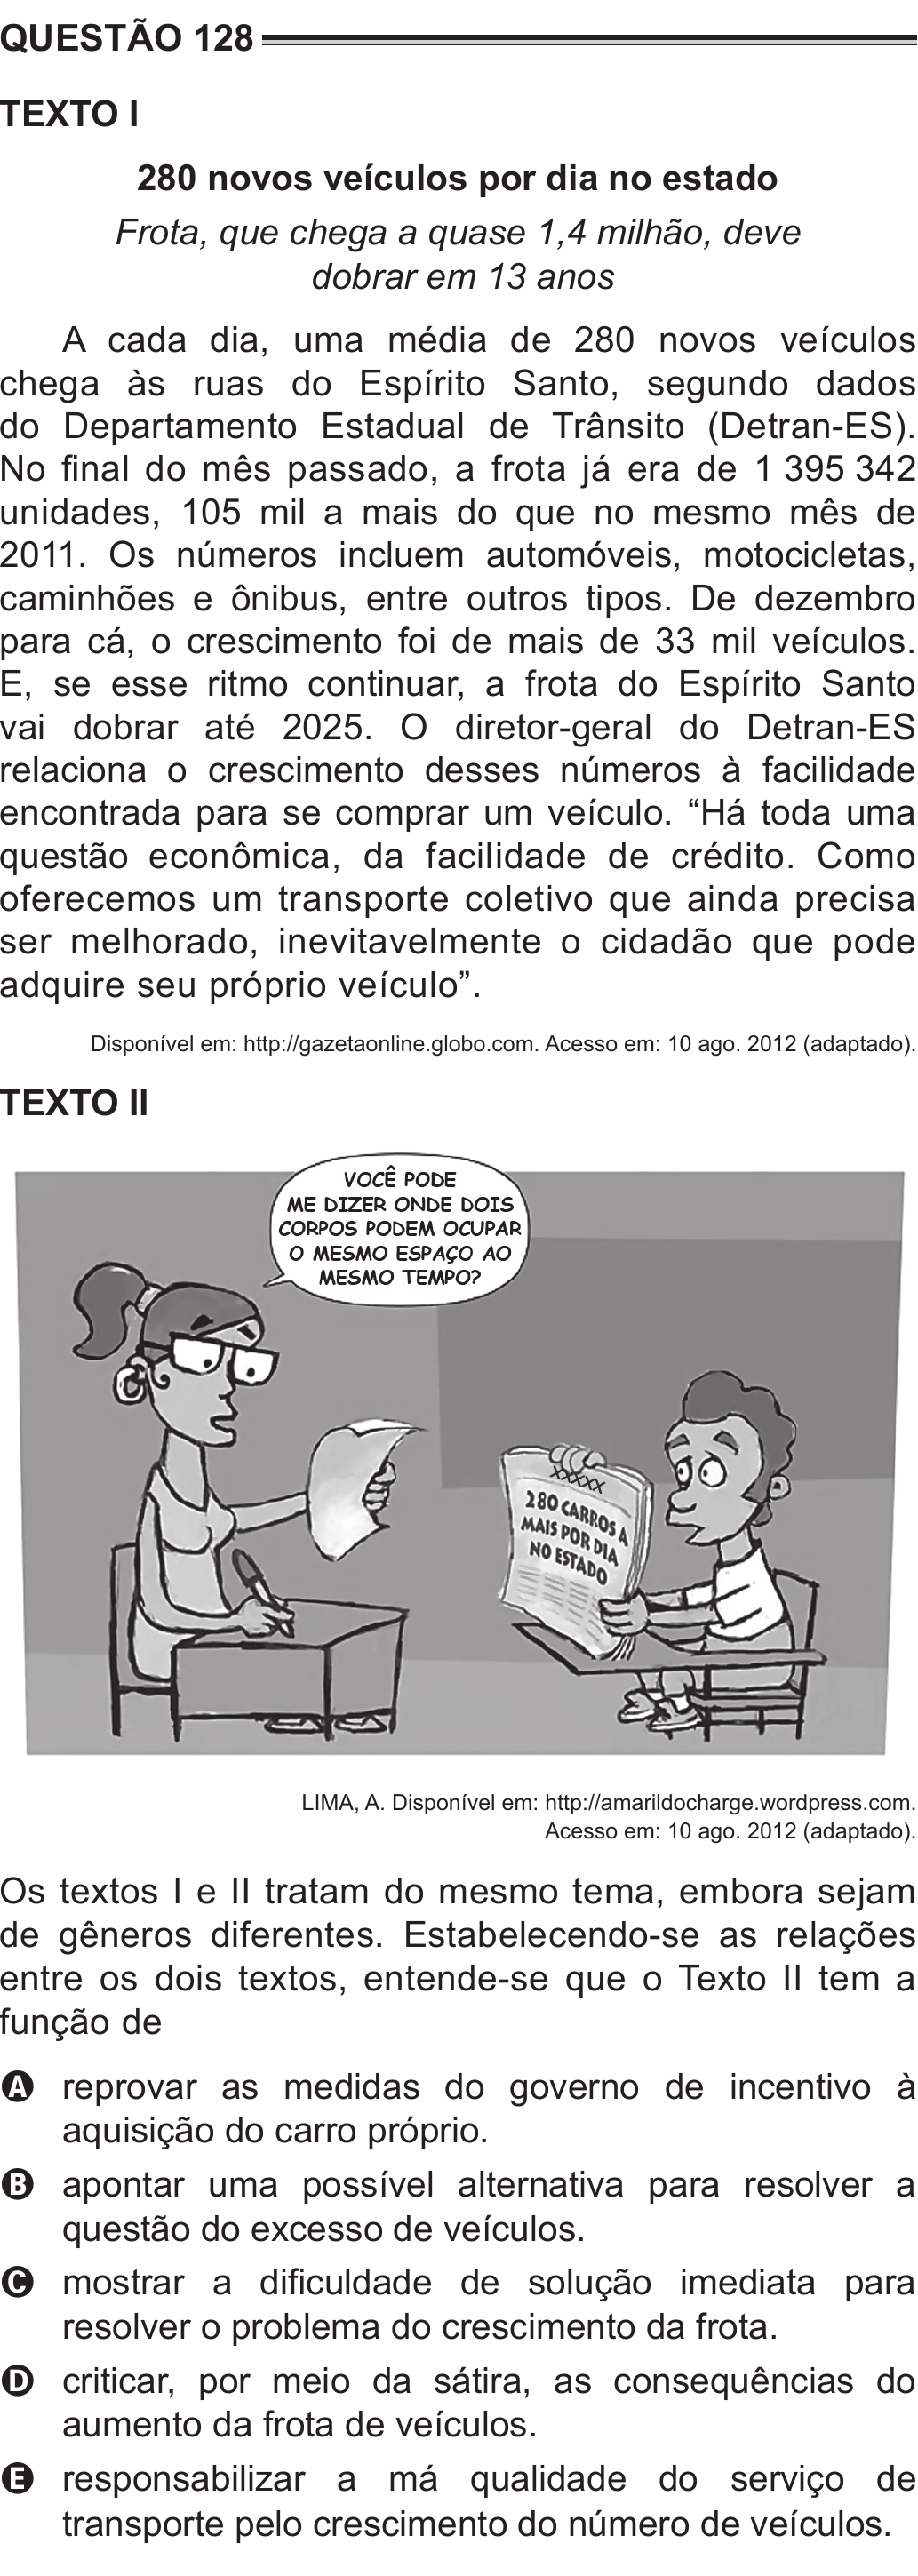 QUESTÃO 128
TEXTO I
280 novos veículos por dia no estado
Frota, que chega a quase 1,4 milhão, deve
dobrar em 13 anos
A cada dia, uma média de 280 novos veículos
chega às ruas do Espírito Santo, segundo dados
do Departamento Estadual de Trânsito (Detran-ES).
No final do mês passado, a frota já era de 1 395 342
unidades, 105 mil a mais do que no mesmo mês de
2011. Os números incluem automóveis, motocicletas,
caminhões e ônibus, entre outros tipos. De dezembro
para cá, o crescimento foi de mais de 33 mil veículos.
E, se esse ritmo continuar, a frota do Espírito Santo
vai dobrar até 2025. O diretor-geral do Detran-ES
relaciona o crescimento desses números à facilidade
encontrada para se comprar um veículo. “Há toda uma
questão econômica, da facilidade de crédito. Como
oferecemos um transporte coletivo que ainda precisa
ser melhorado, inevitavelmente o cidadão que pode
adquire seu próprio veículo”.
Disponível em: http://gazetaonline.globo.com. Acesso em: 10 ago. 2012 (adaptado).
TEXTO II
VOCÊ PODE
ME DIZER ONDE DOIS
CORPOS PODEM OCUPAR
O MESMO ESPAÇO AO
MESMO TEMPO?
XXXXX
280 CARROS A
MAIS POR DIA
NO ESTADO
LIMA, A. Disponível em: http://amarildocharge.wordpress.com.
Acesso em: 10 ago. 2012 (adaptado).
Os textos I e II tratam do mesmo tema, embora sejam
de gêneros diferentes. Estabelecendo-se as relações
entre os dois textos, entende-se que o Texto II tem a
função de
A reprovar as medidas do governo de incentivo à
aquisição do carro próprio.
B apontar uma possível alternativa para resolver a
questão do excesso de veículos.
C mostrar a dificuldade de solução imediata para
resolver o problema do crescimento da frota.
D criticar, por meio da sátira, as consequências do
aumento da frota de veículos.
E responsabilizar a má qualidade do serviço de
transporte pelo crescimento do número de veículos.